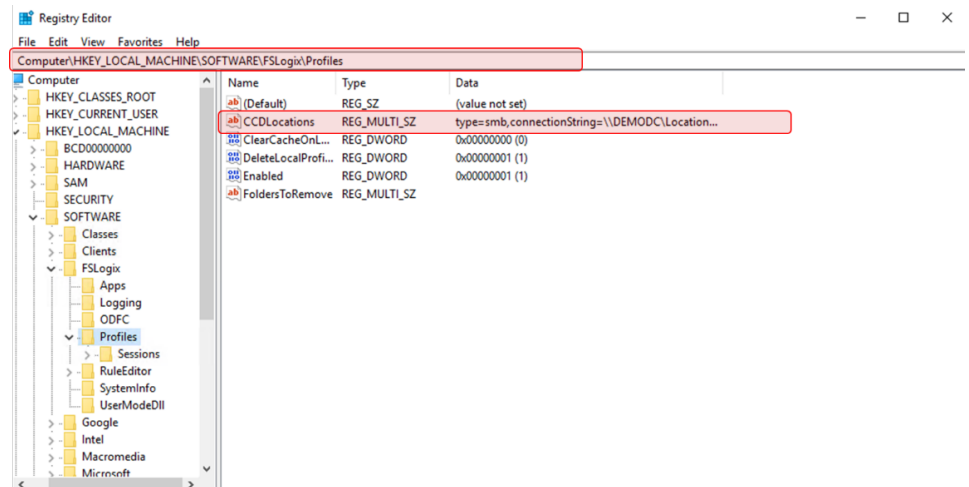 Registry Editor
File Edit View Favorites Help
Computer\HKEY_LOCAL_MACHINE\SOFTWARE\FSLogix\Profiles
Computer
HKEY_CLASSES_ROOT
HKEY_CURRENT_USER
HKEY_LOCAL_MACHINE
BCD00000000
HARDWARE
SAM
SECURITY
SOFTWARE
Classes
Clients
FSLogix
Apps
Logging
ODFC
Profiles
Sessions
RuleEditor
SystemInfo
UserModeDll
Google
Intel
Macromedia
Microsoft
Name Type Data
(Default) REG_SZ (value not set)
CCDLocations REG_MULTI_SZ type=smb,connectionString=\\DEMODC\Location...
ClearCacheOnL... REG_DWORD 0x00000000 (0)
DeleteLocalProfi... REG_DWORD 0x00000001 (1)
Enabled REG_DWORD 0x00000001 (1)
FoldersToRemove REG_MULTI_SZ